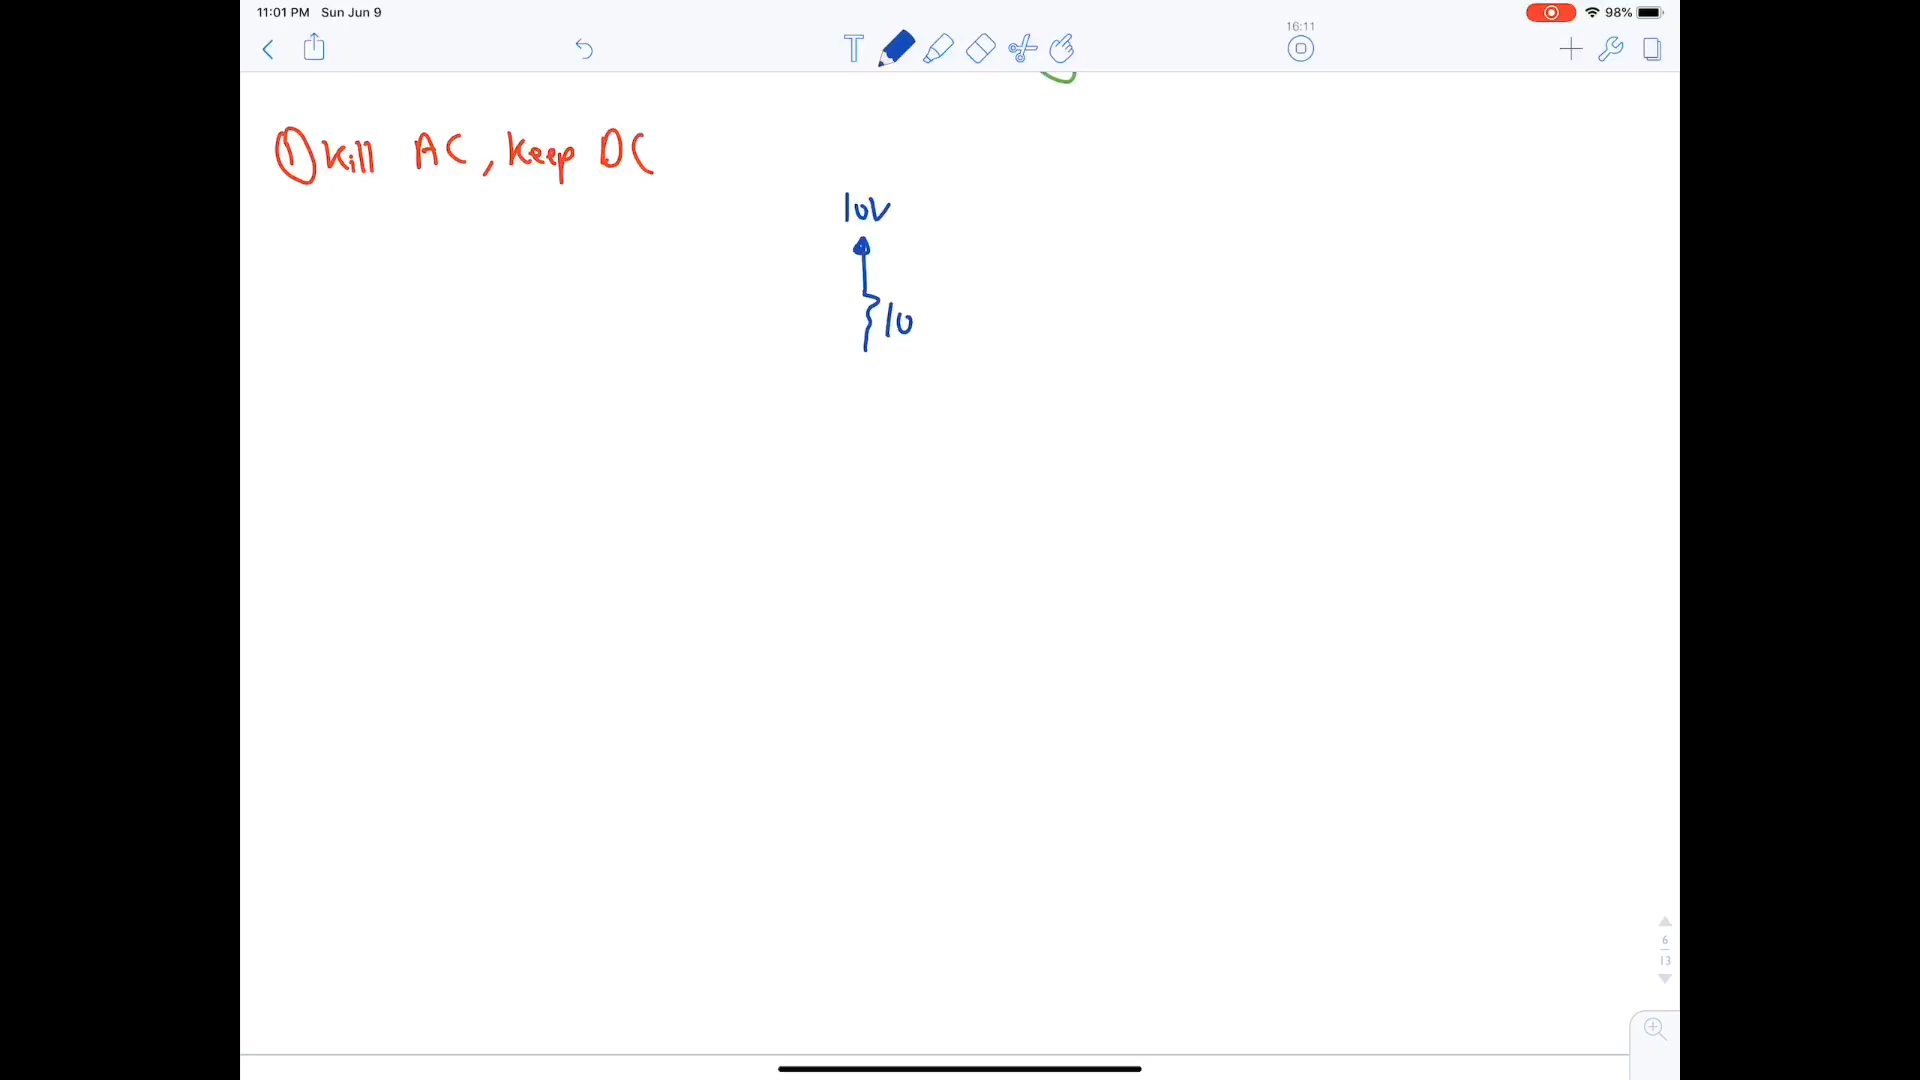 11:01 PM Sun Jun 9
98%
16:11
T
① Kill AC, Keep DC
10V
10
6
13